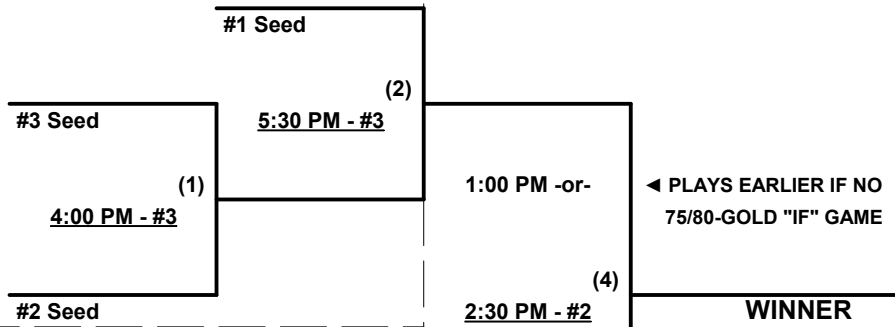 #1 Seed
(2)
#3 Seed
5:30 PM - #3
(1)
1:00 PM -or-
◄ PLAYS EARLIER IF NO
4:00 PM - #3
75/80-GOLD "IF" GAME
(4)
#2 Seed
2:30 PM - #2
WINNER